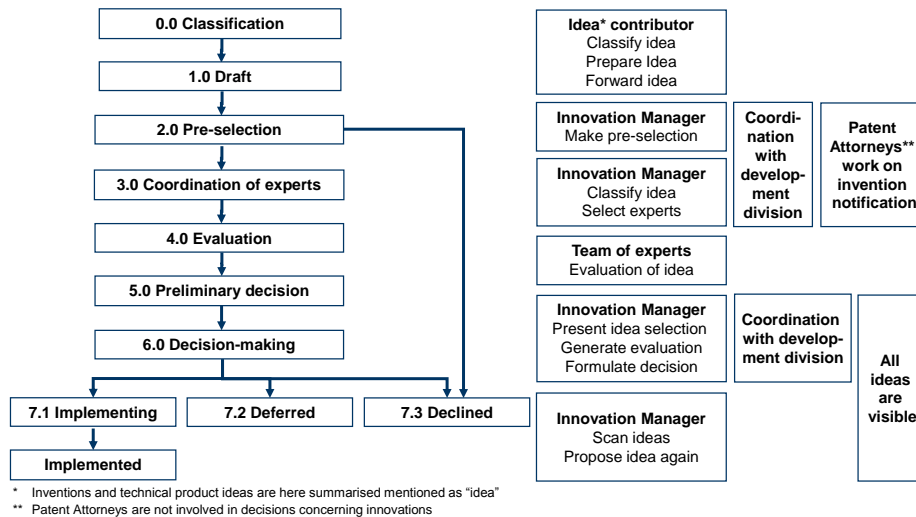 0.0 Classification
1.0 Draft
2.0 Pre-selection
3.0 Coordination of experts
4.0 Evaluation
5.0 Preliminary decision
6.0 Decision-making
7.1 Implementing
7.2 Deferred
7.3 Declined
Implemented
Idea* contributor
Classify idea
Prepare Idea
Forward idea
Innovation Manager
Make pre-selection
Innovation Manager
Classify idea
Select experts
Coordi-
nation
with
develop-
ment
division
Patent
Attorneys**
work on
invention
notification
Team of experts
Evaluation of idea
Innovation Manager
Present idea selection
Generate evaluation
Formulate decision
Coordination
with develop-
ment division
All
ideas
are
visible
Innovation Manager
Scan ideas
Propose idea again
* Inventions and technical product ideas are here summarised mentioned as “idea”
** Patent Attorneys are not involved in decisions concerning innovations